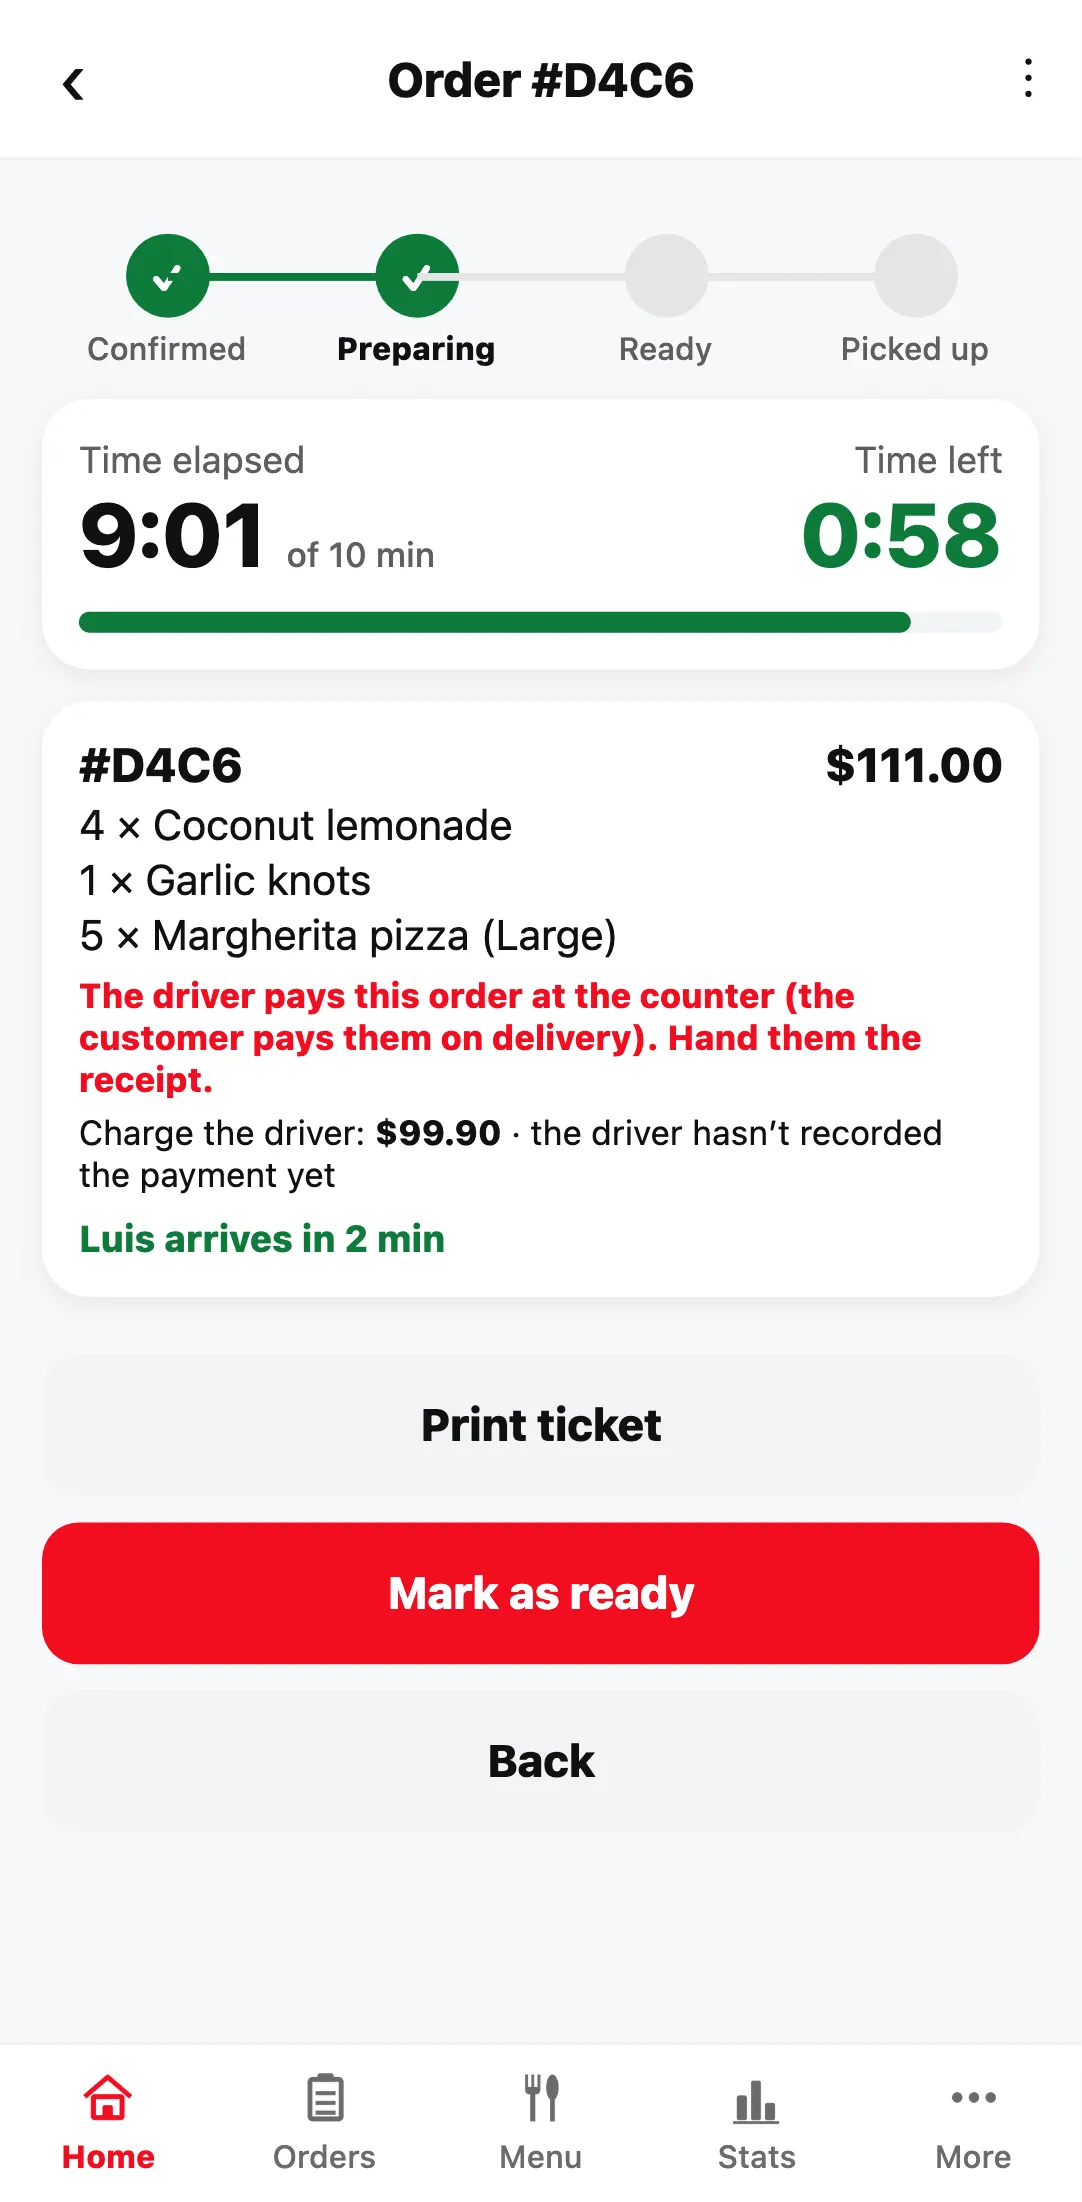 Order #D4C6
Confirmed
Preparing
Ready
Picked up
Time elapsed
Time left
9:01 of 10 min
0:58
#D4C6
$111.00
4 × Coconut lemonade
1 × Garlic knots
5 × Margherita pizza (Large)
The driver pays this order at the counter (the
customer pays them on delivery). Hand them the
receipt.
Charge the driver: $99.90 · the driver hasn’t recorded
the payment yet
Luis arrives in 2 min
Print ticket
Mark as ready
Back
Home
Orders
Menu
Stats
More